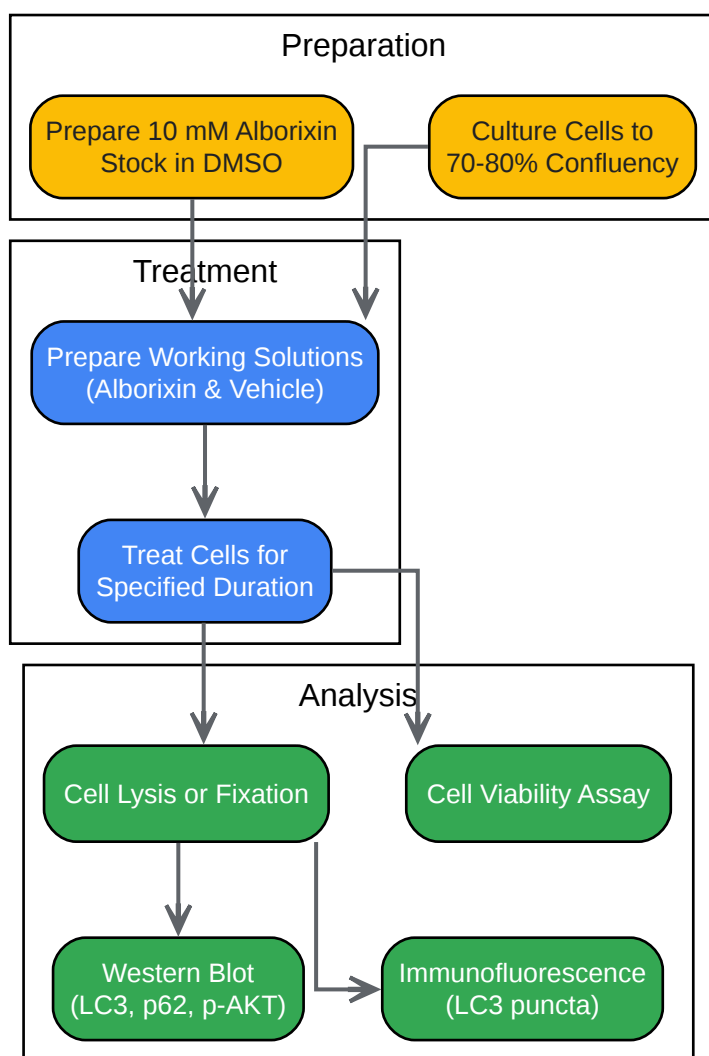 Preparation
Prepare 10 mM Alborixin
Stock in DMSO
Culture Cells to
70-80% Confluency
Treatment
Prepare Working Solutions
(Alborixin & Vehicle)
Treat Cells for
Specified Duration
Analysis
Cell Lysis or Fixation
Cell Viability Assay
Western Blot
(LC3, p62, p-AKT)
Immunofluorescence
(LC3 puncta)